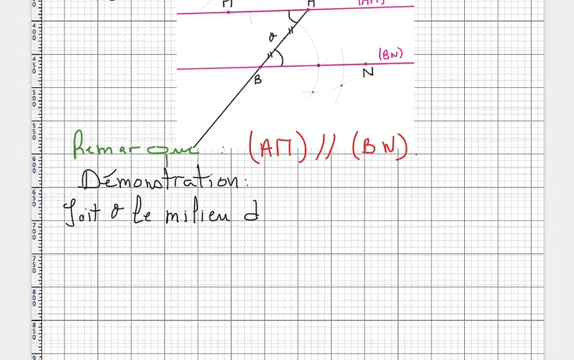 M A (AM)
O
(BN)
B N
Remarque : (AM) // (BN).
Démonstration:
Soit O le milieu d